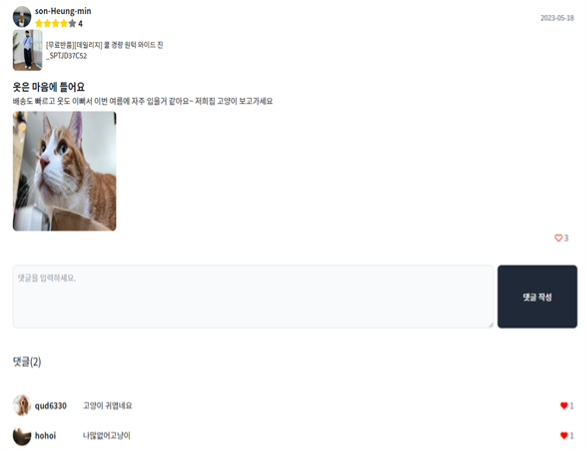 son-Heung-min
4
2023-05-18
[무료반품][데일리지] 쿨 경량 원턱 와이드 진
_SPTJD37C52
옷은 마음에 들어요
배송도 빠르고 옷도 이뻐서 이번 여름에 자주 입을거 같아요~ 저희집 고양이 보고가세요
3
댓글을 입력하세요.
댓글 작성
댓글(2)
qud6330 고양이 귀엽네요 1
hohoi 나많없어고냥이 1